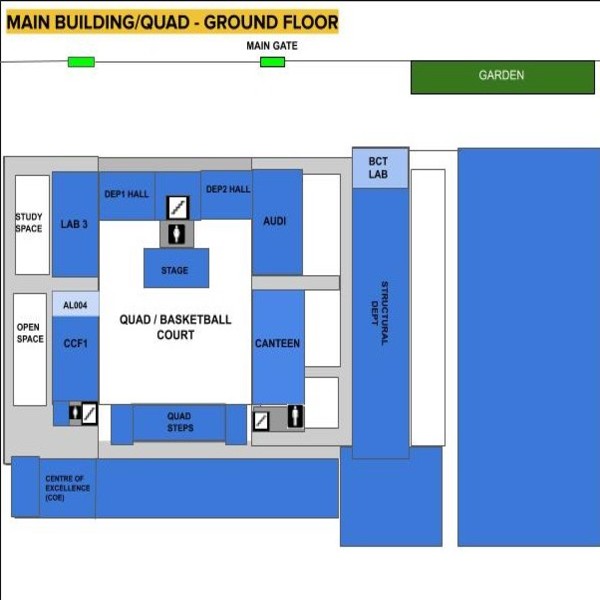 MAIN BUILDING/QUAD - GROUND FLOOR
MAIN GATE
GARDEN
BCT
LAB
DEP1 HALL
DEP2 HALL
STUDY
SPACE
LAB 3
AUDI
STAGE
AL004
QUAD / BASKETBALL
COURT
OPEN
SPACE
CCF1
CANTEEN
STRUCTURAL
DEPT
QUAD
STEPS
CENTRE OF
EXCELLENCE
(COE)